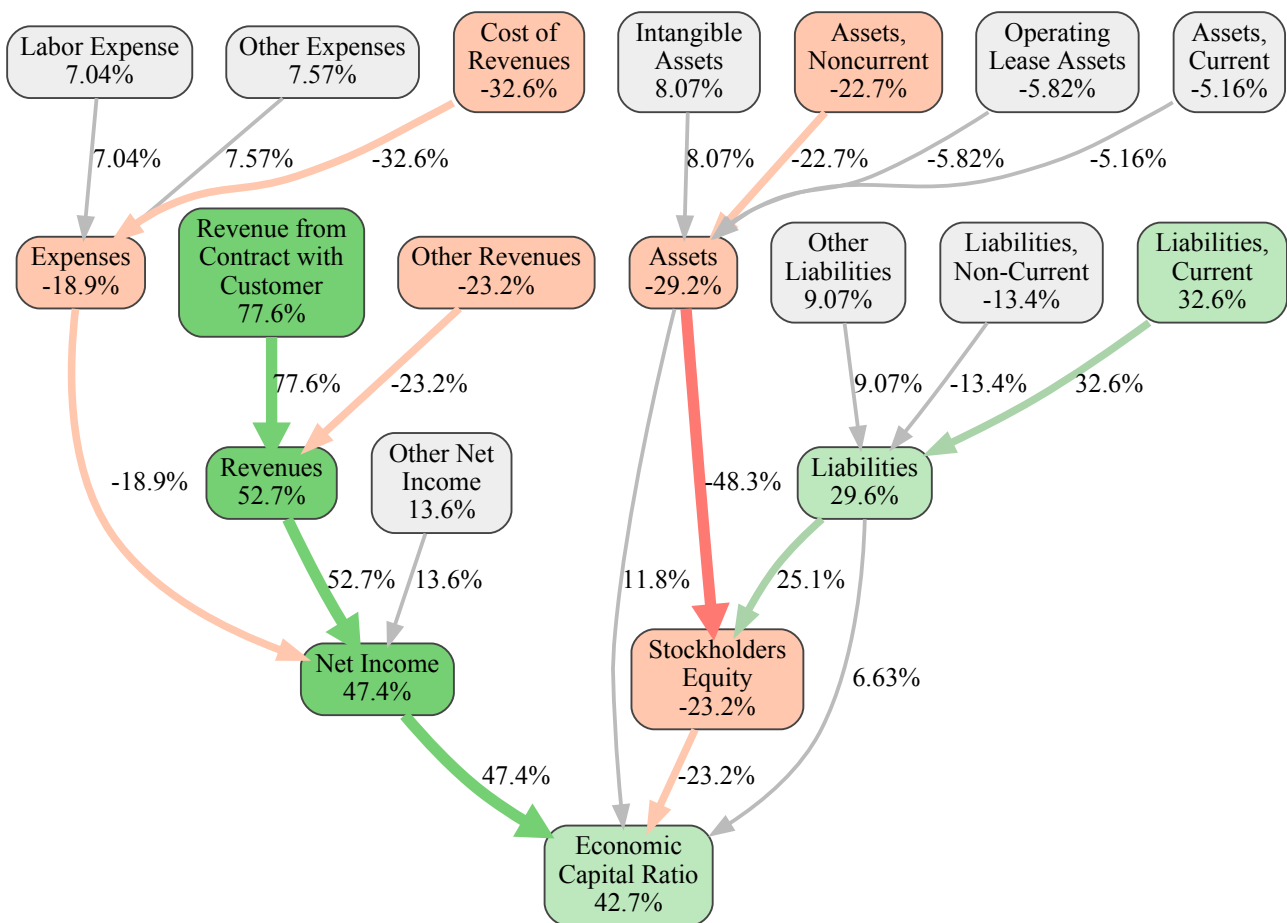 Labor Expense
7.04%
Other Expenses
7.57%
Cost of
Revenues
-32.6%
Intangible
Assets
8.07%
Assets,
Noncurrent
-22.7%
Operating
Lease Assets
-5.82%
Assets,
Current
-5.16%
7.04%
7.57%
-32.6%
8.07%
-22.7%
-5.82%
-5.16%
Expenses
-18.9%
Revenue from
Contract with
Customer
77.6%
Other Revenues
-23.2%
Assets
-29.2%
Other
Liabilities
9.07%
Liabilities,
Non-Current
-13.4%
Liabilities,
Current
32.6%
77.6%
-23.2%
9.07%
-13.4%
32.6%
-18.9%
Revenues
52.7%
Other Net
Income
13.6%
-48.3%
Liabilities
29.6%
52.7%
13.6%
11.8%
25.1%
Net Income
47.4%
Stockholders
Equity
-23.2%
6.63%
47.4%
-23.2%
Economic
Capital Ratio
42.7%